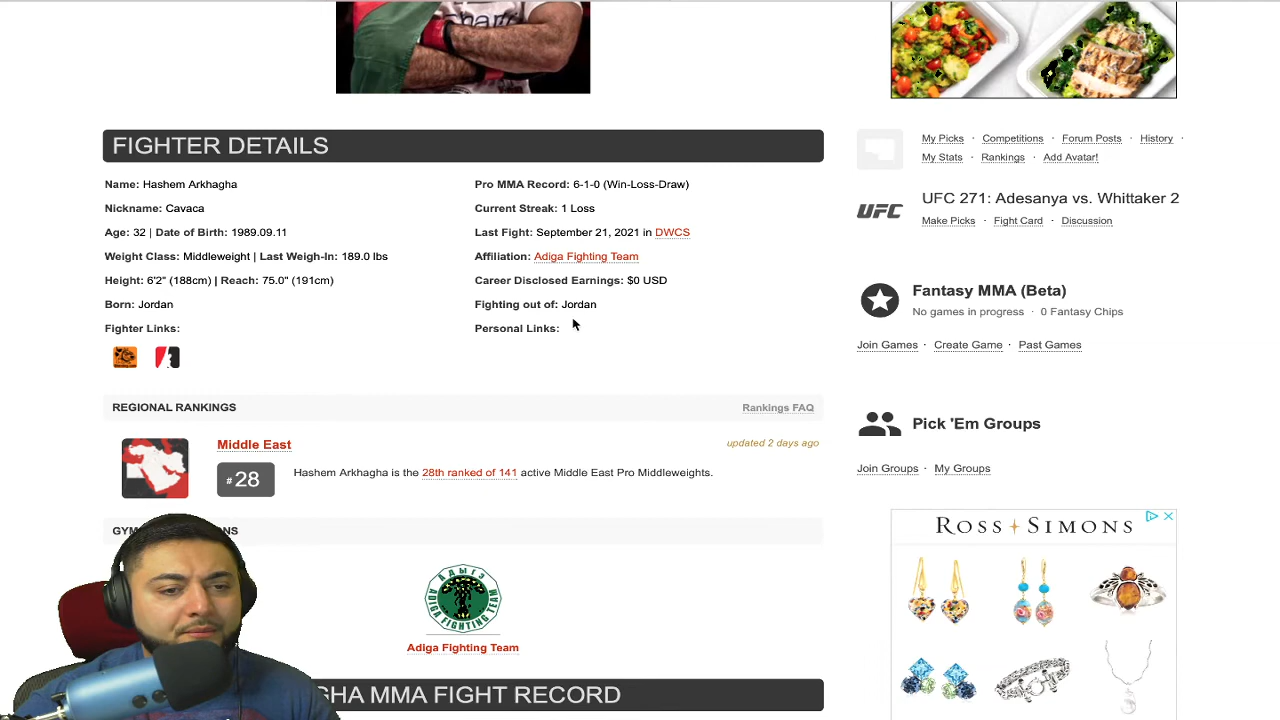 FIGHTER DETAILS
Name: Hashem Arkhagha
Nickname: Cavaca
Age: 32 | Date of Birth: 1989.09.11
Weight Class: Middleweight | Last Weigh-In: 189.0 lbs
Height: 6'2" (188cm) | Reach: 75.0" (191cm)
Born: Jordan
Fighter Links:
Pro MMA Record: 6-1-0 (Win-Loss-Draw)
Current Streak: 1 Loss
Last Fight: September 21, 2021 in DWCS
Affiliation: Adiga Fighting Team
Career Disclosed Earnings: $0 USD
Fighting out of: Jordan
Personal Links:
REGIONAL RANKINGS
Rankings FAQ
Middle East
updated 2 days ago
#28
Hashem Arkhagha is the 28th ranked of 141 active Middle East Pro Middleweights.
GYM
ONS
АДЫГЭ
ADIGA FIGHTING TEAM
Adiga Fighting Team
GHA MMA FIGHT RECORD
My Picks · Competitions · Forum Posts · History ·
My Stats · Rankings · Add Avatar!
UFC
UFC 271: Adesanya vs. Whittaker 2
Make Picks · Fight Card · Discussion
Fantasy MMA (Beta)
No games in progress · 0 Fantasy Chips
Join Games · Create Game · Past Games
Pick 'Em Groups
Join Groups · My Groups
ROSS SIMONS